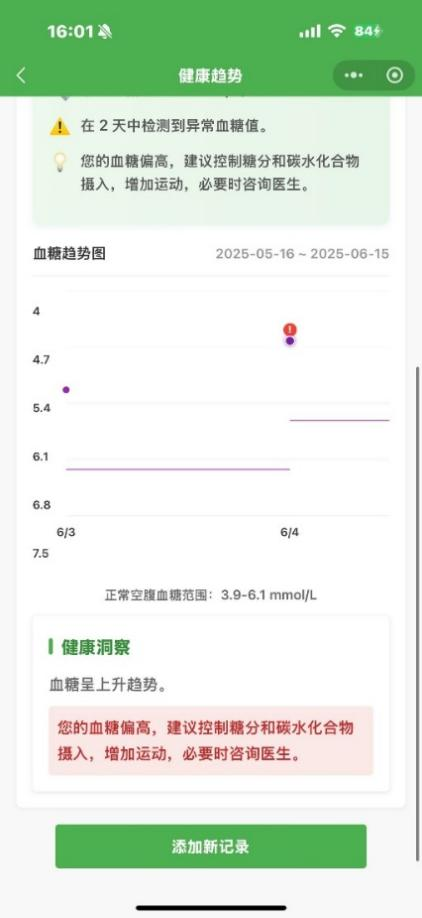 16:01
84
健康趋势
在 2 天中检测到异常血糖值。
您的血糖偏高，建议控制糖分和碳水化合物
摄入，增加运动，必要时咨询医生。
血糖趋势图
2025-05-16 ~ 2025-06-15
4
4.7
5.4
6.1
6.8
6/3
6/4
7.5
正常空腹血糖范围：3.9-6.1 mmol/L
健康洞察
血糖呈上升趋势。
您的血糖偏高，建议控制糖分和碳水化合物
摄入，增加运动，必要时咨询医生。
添加新记录